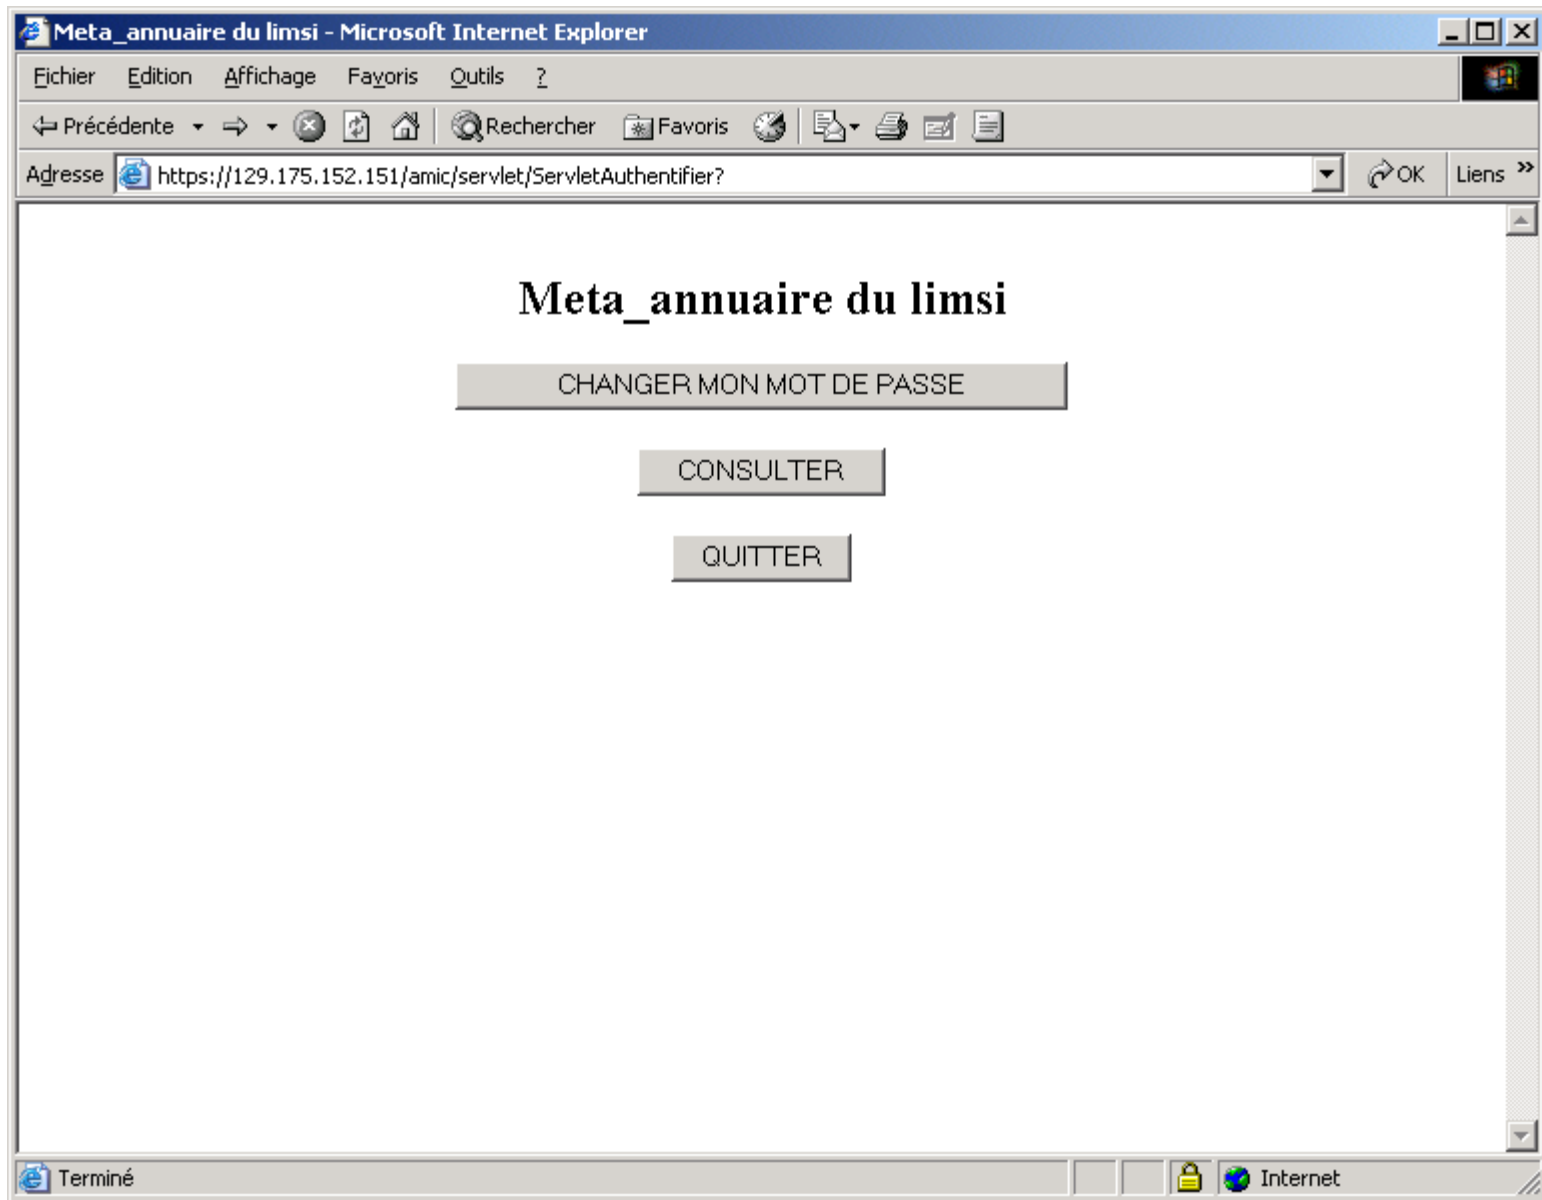 Meta_annuaire du limsi - Microsoft Internet Explorer
Fichier Edition Affichage Favoris Outils ?
Précédente Rechercher Favoris
Adresse https://129.175.152.151/amic/servlet/ServletAuthentifier? OK Liens »
Meta_annuaire du limsi
CHANGER MON MOT DE PASSE
CONSULTER
QUITTER
Terminé Internet